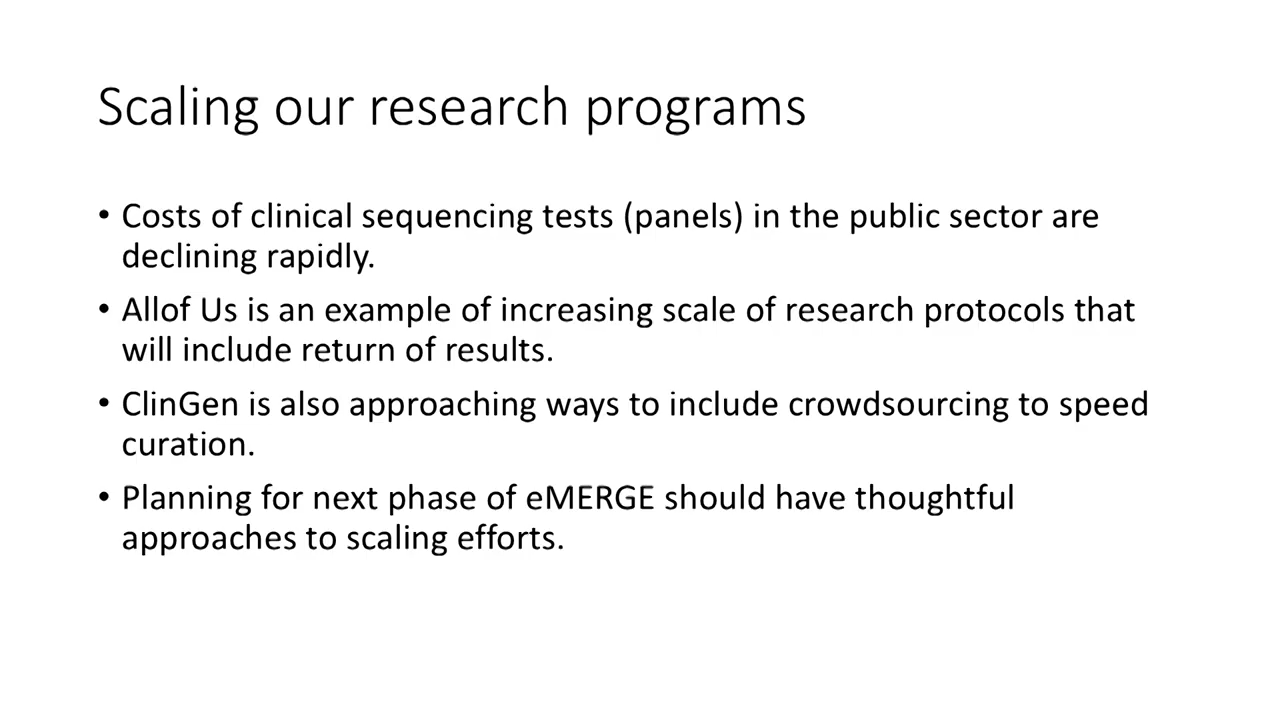 Scaling our research programs
• Costs of clinical sequencing tests (panels) in the public sector are
declining rapidly.
• Allof Us is an example of increasing scale of research protocols that
will include return of results.
• ClinGen is also approaching ways to include crowdsourcing to speed
curation.
• Planning for next phase of eMERGE should have thoughtful
approaches to scaling efforts.